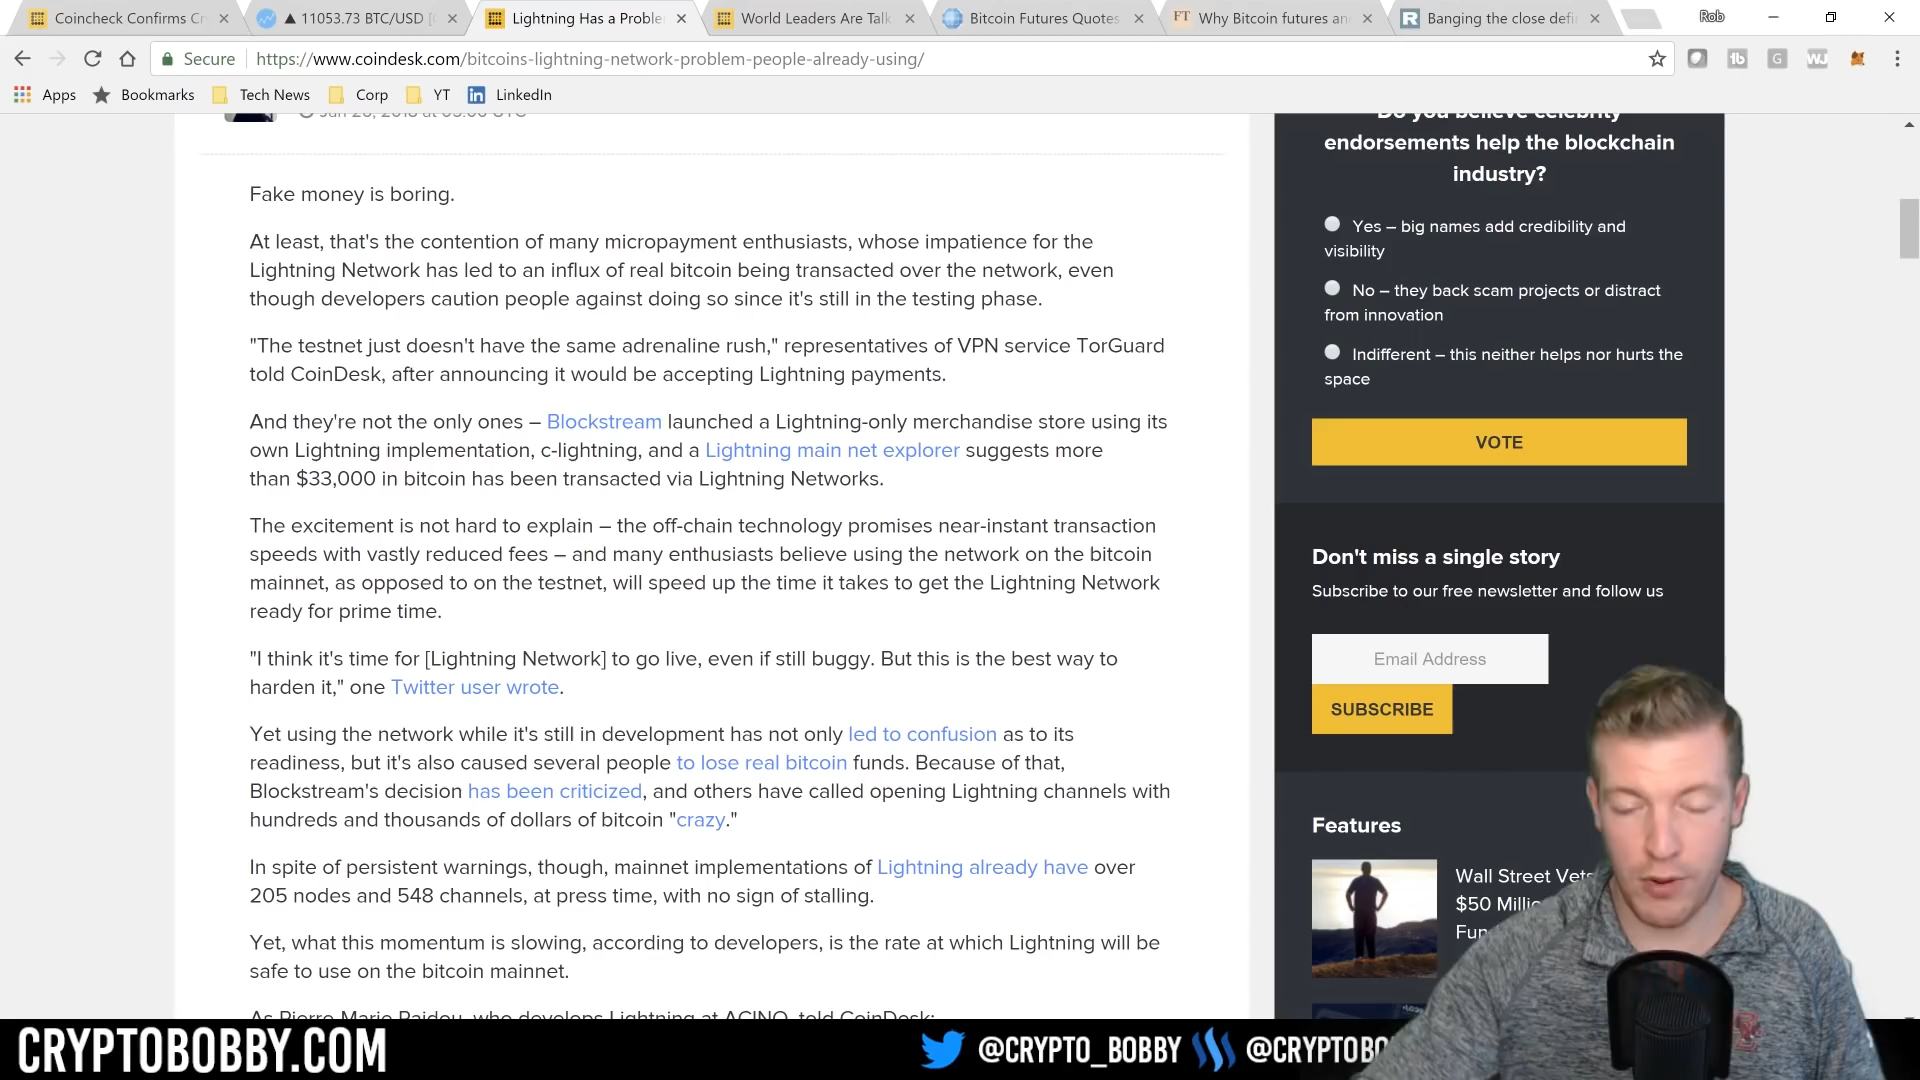 Coincheck Confirms Cr
▲ 11053.73 BTC/USD
Lightning Has a Proble
World Leaders Are Talk
Bitcoin Futures Quotes
Why Bitcoin futures an
Banging the close defi
Rob
Secure
https://www.coindesk.com/bitcoins-lightning-network-problem-people-already-using/
Apps
Bookmarks
Tech News
Corp
YT
LinkedIn
Fake money is boring.
At least, that's the contention of many micropayment enthusiasts, whose impatience for the
Lightning Network has led to an influx of real bitcoin being transacted over the network, even
though developers caution people against doing so since it's still in the testing phase.
"The testnet just doesn't have the same adrenaline rush," representatives of VPN service TorGuard
told CoinDesk, after announcing it would be accepting Lightning payments.
And they're not the only ones – Blockstream launched a Lightning-only merchandise store using its
own Lightning implementation, c-lightning, and a Lightning main net explorer suggests more
than $33,000 in bitcoin has been transacted via Lightning Networks.
The excitement is not hard to explain – the off-chain technology promises near-instant transaction
speeds with vastly reduced fees – and many enthusiasts believe using the network on the bitcoin
mainnet, as opposed to on the testnet, will speed up the time it takes to get the Lightning Network
ready for prime time.
"I think it's time for [Lightning Network] to go live, even if still buggy. But this is the best way to
harden it," one Twitter user wrote.
Yet using the network while it's still in development has not only led to confusion as to its
readiness, but it's also caused several people to lose real bitcoin funds. Because of that,
Blockstream's decision has been criticized, and others have called opening Lightning channels with
hundreds and thousands of dollars of bitcoin "crazy."
In spite of persistent warnings, though, mainnet implementations of Lightning already have over
205 nodes and 548 channels, at press time, with no sign of stalling.
Yet, what this momentum is slowing, according to developers, is the rate at which Lightning will be
safe to use on the bitcoin mainnet.
As Pierre-Marie Padiou, who develops Lightning at ACINQ, told CoinDesk:
Do you believe celebrity
endorsements help the blockchain
industry?
Yes – big names add credibility and
visibility
No – they back scam projects or distract
from innovation
Indifferent – this neither helps nor hurts the
space
VOTE
Don't miss a single story
Subscribe to our free newsletter and follow us
Email Address
SUBSCRIBE
Features
Wall Street Vets
$50 Millio
Fun
CRYPTOBOBBY.COM
@CRYPTO_BOBBY
@CRYPTOBO